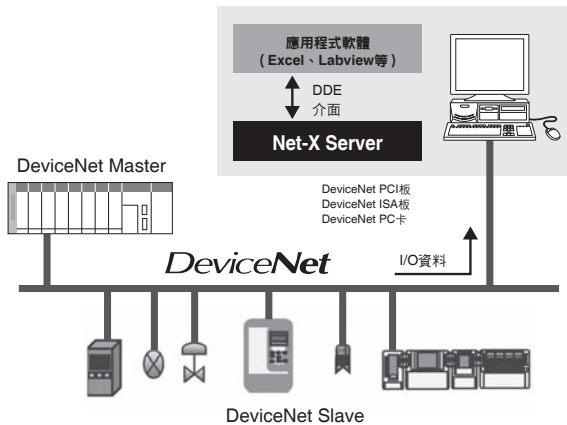 應用程式軟體
(Excel、Labview等)
DDE
介面
Net-X Server
DeviceNet Master
DeviceNet PCI板
DeviceNet ISA板
DeviceNet PC卡
DeviceNet
I/O資料
DeviceNet Slave